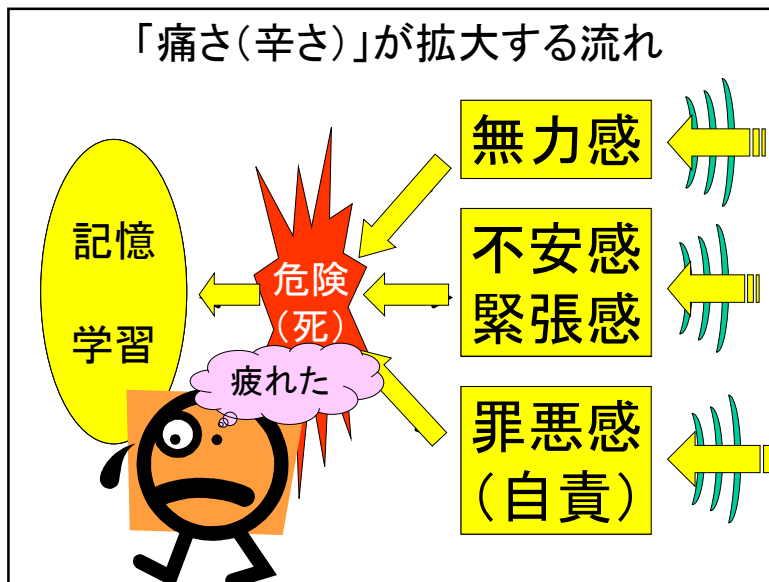 「痛さ（辛さ）」が拡大する流れ
無力感
不安感
緊張感
罪悪感
（自責）
危険
（死）
疲れた
記憶
学習